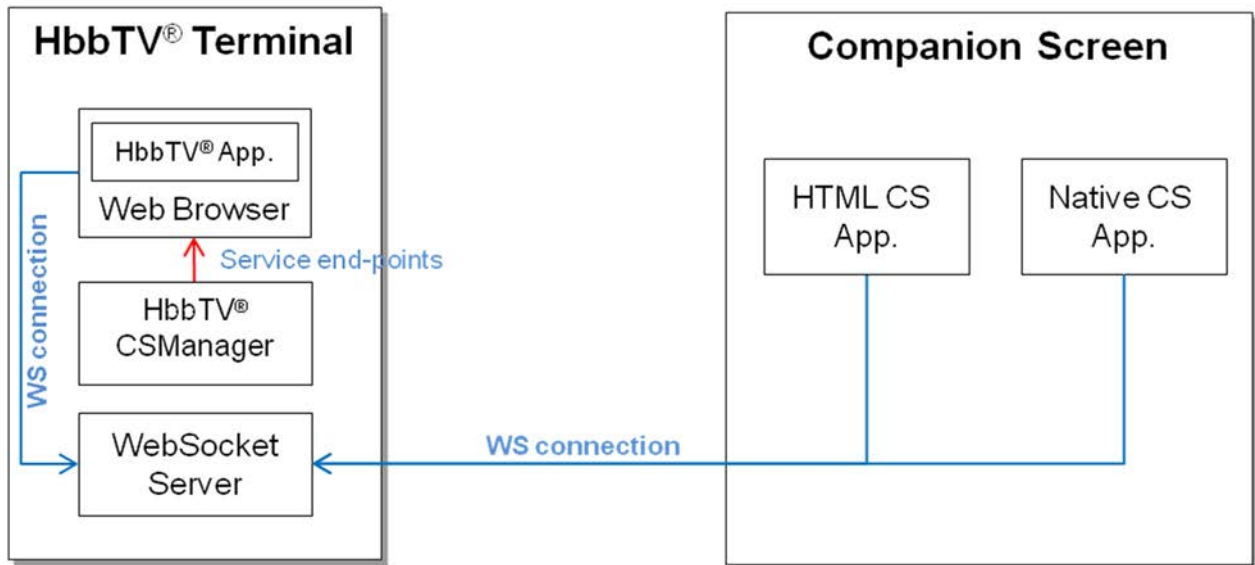 HbbTV® Terminal
HbbTV® App.
Web Browser
Service end-points
HbbTV®
CSManager
WebSocket
Server
WS connection
WS connection
Companion Screen
HTML CS
App.
Native CS
App.